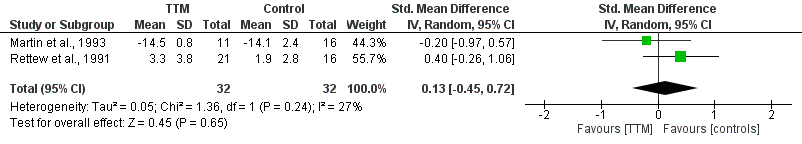 TTM Control Std. Mean Difference Std. Mean Difference
Study or Subgroup Mean SD Total Mean SD Total Weight IV, Random, 95% CI IV, Random, 95% CI
Martin et al., 1993 -14.5 0.8 11 -14.1 2.4 16 44.3% -0.20 [-0.97, 0.57]
Rettew et al., 1991 3.3 3.8 21 1.9 2.8 16 55.7% 0.40 [-0.26, 1.06]
Total (95% CI) 32 32 100.0% 0.13 [-0.45, 0.72]
Heterogeneity: Tau² = 0.05; Chi² = 1.36, df = 1 (P = 0.24); I² = 27%
Test for overall effect: Z = 0.45 (P = 0.65)
-2 -1 0 1 2
Favours [TTM] Favours [controls]